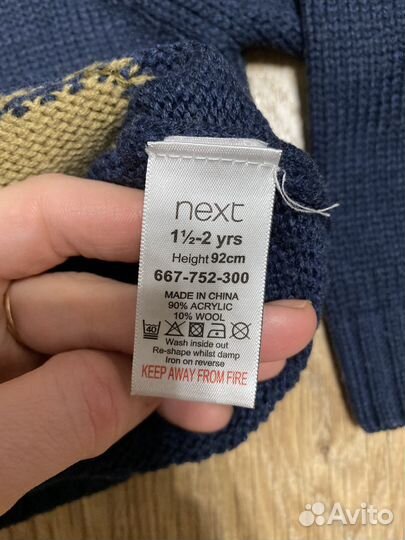 next
1½-2 yrs
Height 92cm
667-752-300
MADE IN CHINA
90% ACRYLIC
10% WOOL
40
Wash inside out
Re-shape whilst damp
Iron on reverse
KEEP AWAY FROM FIRE
Avito